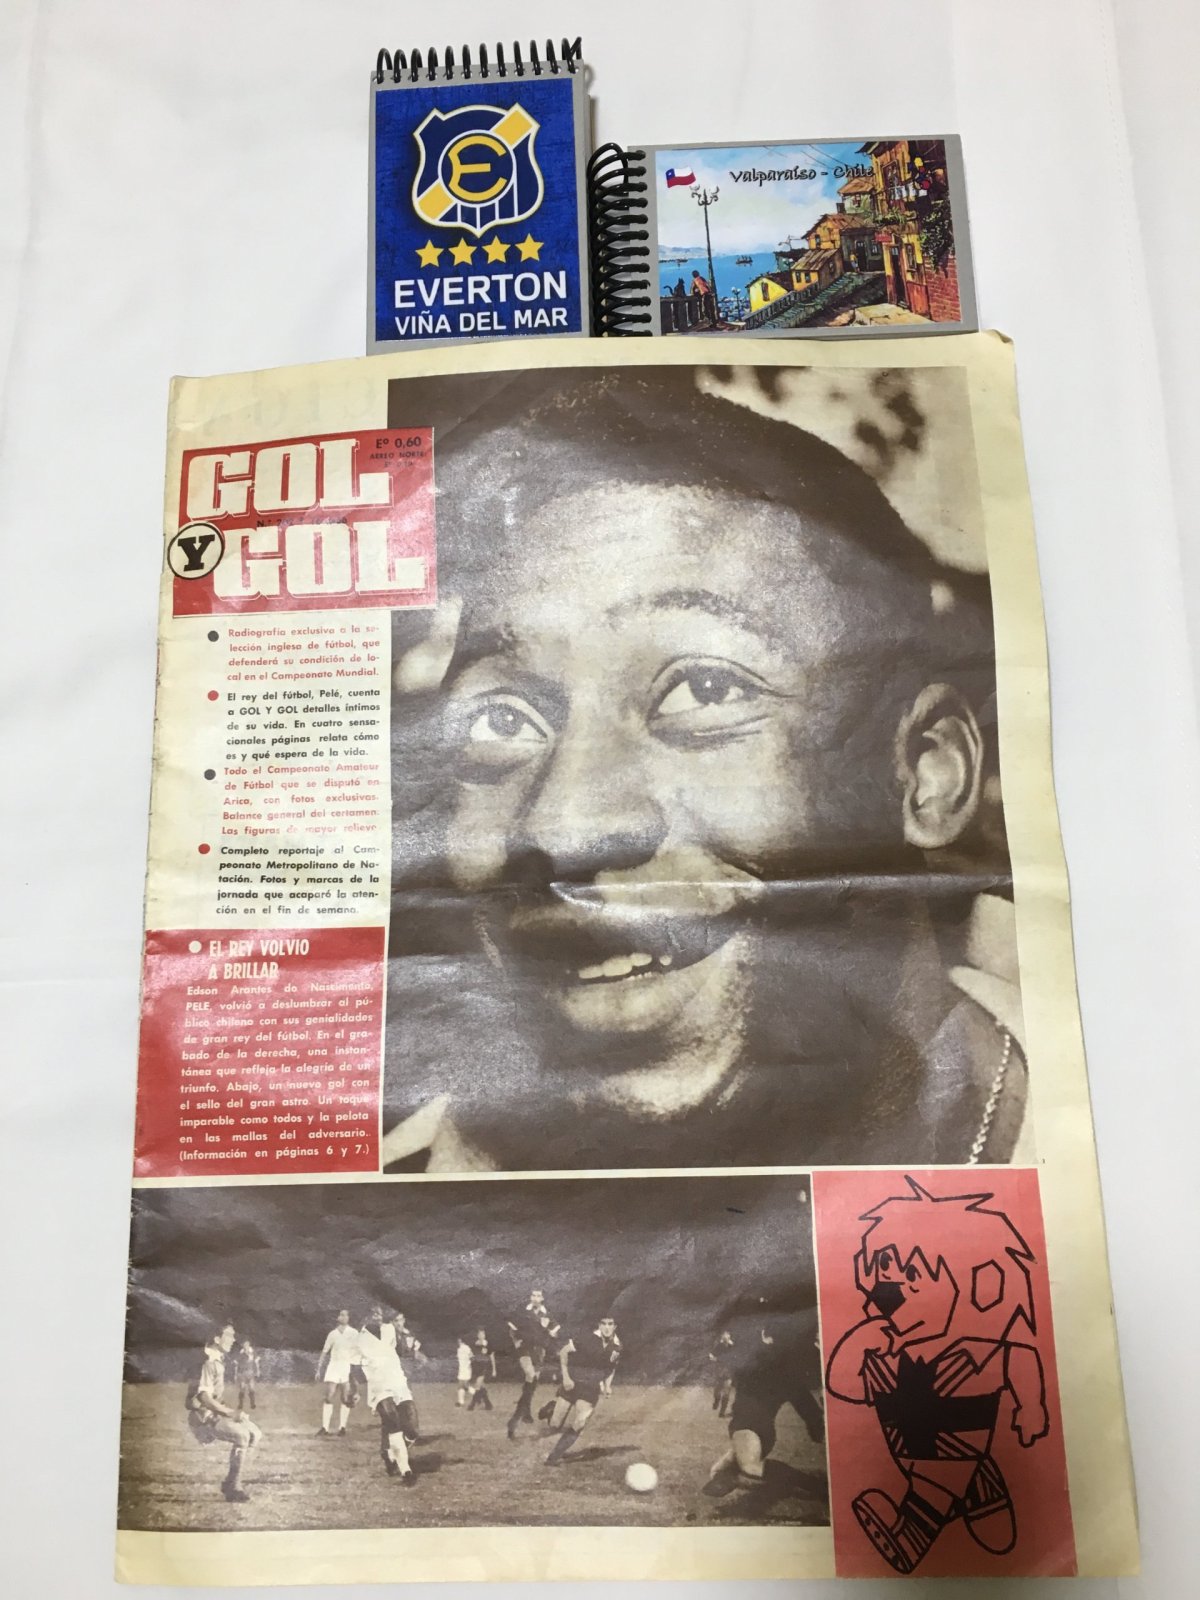 E
EVERTON
VIÑA DEL MAR
Valparaíso - Chile
GOL
Y GOL
Eº 0,60
AEREO NORTE:
Radiografía exclusiva a la se-
lección inglesa de fútbol, que
defenderá su condición de lo-
cal en el Campeonato Mundial.
El rey del fútbol, Pelé, cuenta
a GOL Y GOL detalles íntimos
de su vida. En cuatro sensa-
cionales páginas relata cómo
es y qué espera de la vida.
Todo el Campeonato Amateur
de Fútbol que se disputó en
Arica, con fotos exclusivas.
Balance general del certamen.
Las figuras de mayor relieve.
Completo reportaje al Cam-
peonato Metropolitano de Na-
tación. Fotos y marcas de la
jornada que acaparó la aten-
ción en el fin de semana.
EL REY VOLVIO
A BRILLAR
Edson Arantes do Nascimento,
PELE, volvió a deslumbrar al pú-
blico chileno con sus genialidades
de gran rey del fútbol. En el gra-
bado de la derecha, una instan-
tánea que refleja la alegría de un
triunfo. Abajo, un nuevo gol con
el sello del gran astro. Un toque
imparable como todos y la pelota
en las mallas del adversario..
(Información en páginas 6 y 7.)